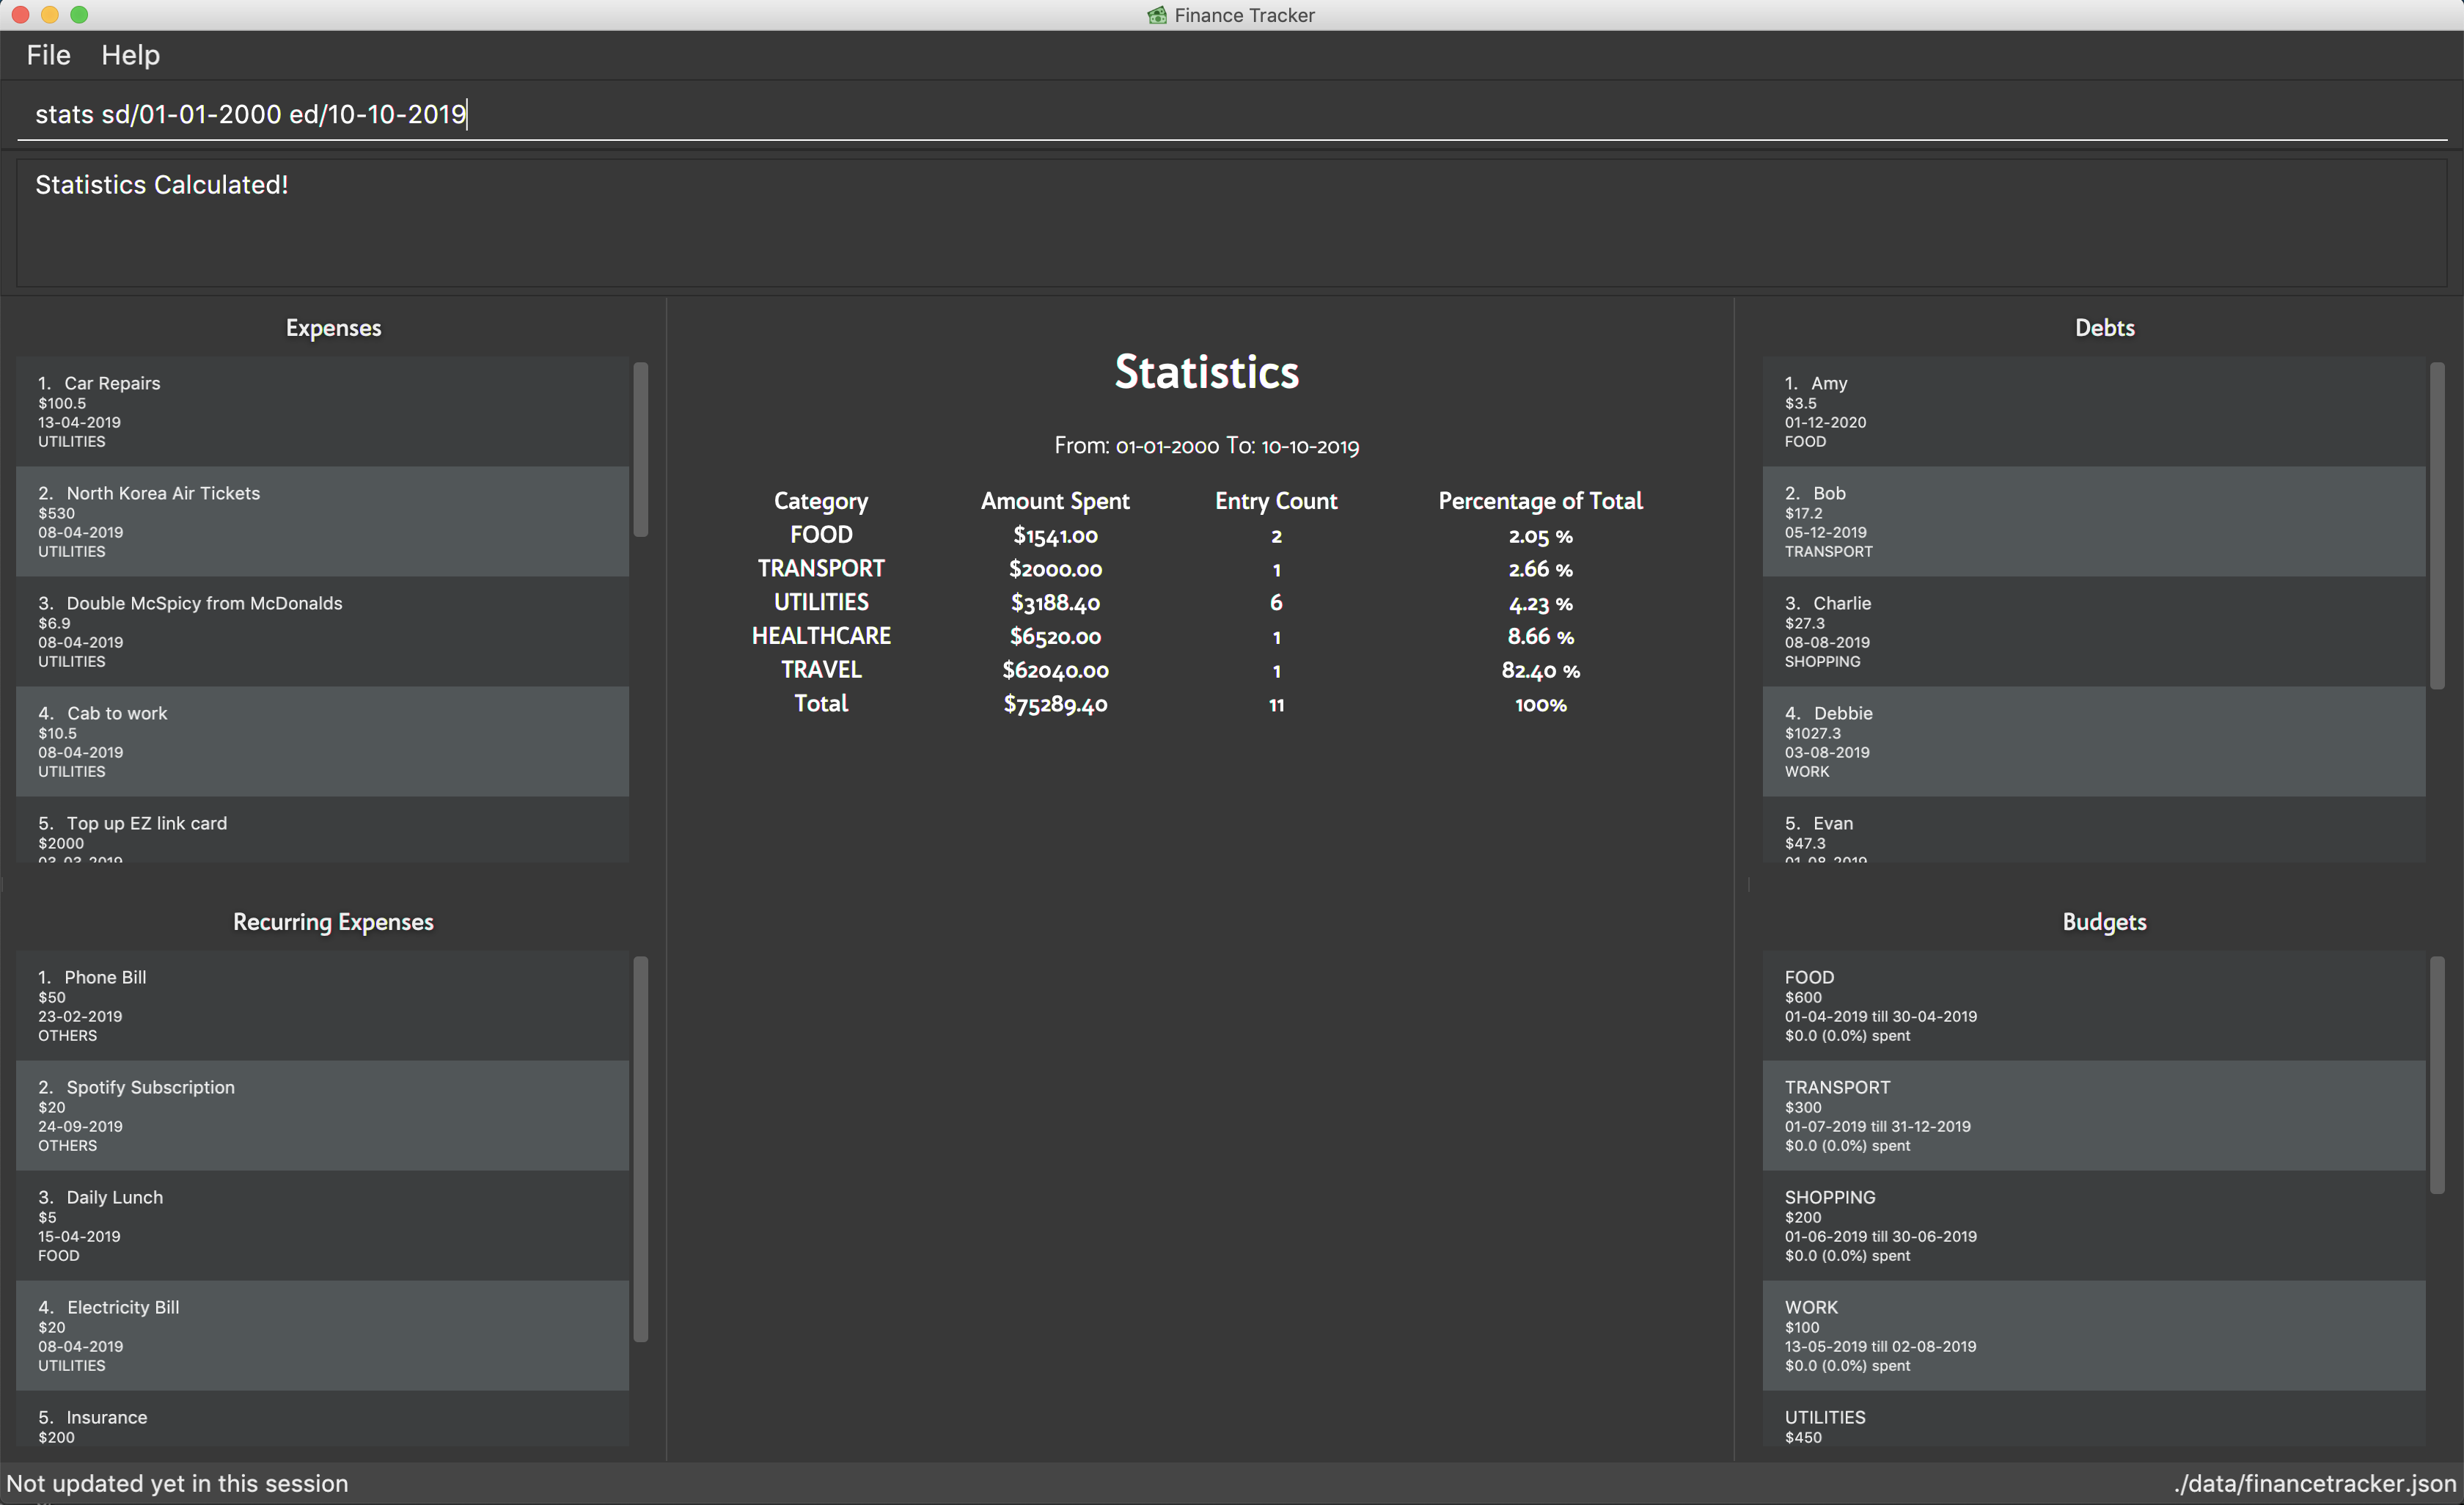 Finance Tracker
File Help
stats sd/01-01-2000 ed/10-10-2019
Statistics Calculated!
Expenses
1. Car Repairs
$100.5
13-04-2019
UTILITIES
2. North Korea Air Tickets
$530
08-04-2019
UTILITIES
3. Double McSpicy from McDonalds
$6.9
08-04-2019
UTILITIES
4. Cab to work
$10.5
08-04-2019
UTILITIES
5. Top up EZ link card
$2000
03-03-2019
Recurring Expenses
1. Phone Bill
$50
23-02-2019
OTHERS
2. Spotify Subscription
$20
24-09-2019
OTHERS
3. Daily Lunch
$5
15-04-2019
FOOD
4. Electricity Bill
$20
08-04-2019
UTILITIES
5. Insurance
$200
Statistics
From: 01-01-2000 To: 10-10-2019
Category Amount Spent Entry Count Percentage of Total
FOOD $1541.00 2 2.05 %
TRANSPORT $2000.00 1 2.66 %
UTILITIES $3188.40 6 4.23 %
HEALTHCARE $6520.00 1 8.66 %
TRAVEL $62040.00 1 82.40 %
Total $75289.40 11 100%
Debts
1. Amy
$3.5
01-12-2020
FOOD
2. Bob
$17.2
05-12-2019
TRANSPORT
3. Charlie
$27.3
08-08-2019
SHOPPING
4. Debbie
$1027.3
03-08-2019
WORK
5. Evan
$47.3
01-08-2019
Budgets
FOOD
$600
01-04-2019 till 30-04-2019
$0.0 (0.0%) spent
TRANSPORT
$300
01-07-2019 till 31-12-2019
$0.0 (0.0%) spent
SHOPPING
$200
01-06-2019 till 30-06-2019
$0.0 (0.0%) spent
WORK
$100
13-05-2019 till 02-08-2019
$0.0 (0.0%) spent
UTILITIES
$450
Not updated yet in this session
./data/financetracker.json